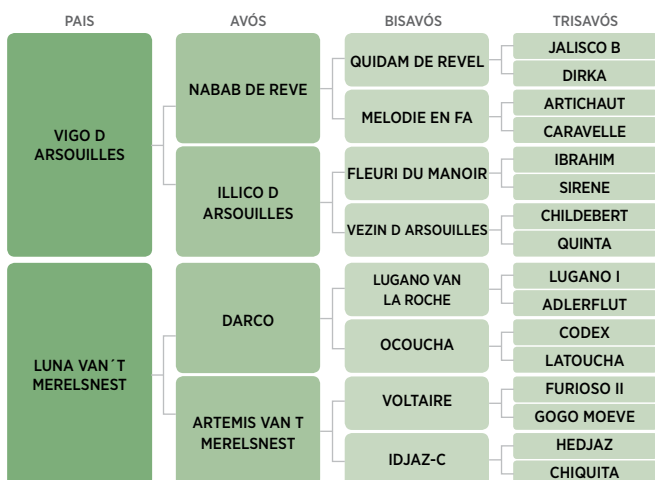 PAIS
AVÓS
BISAVÓS
TRISAVÓS
VIGO D
ARSOUILLES
NABAB DE REVE
QUIDAM DE REVEL
JALISCO B
DIRKA
MELODIE EN FA
ARTICHAUT
CARAVELLE
ILLICO D
ARSOUILLES
FLEURI DU MANOIR
IBRAHIM
SIRENE
VEZIN D ARSOUILLES
CHILDEBERT
QUINTA
LUNA VAN´T
MERELSNEST
DARCO
LUGANO VAN
LA ROCHE
LUGANO I
ADLERFLUT
OCOUCHA
CODEX
LATOUCHA
ARTEMIS VAN T
MERELSNEST
VOLTAIRE
FURIOSO II
GOGO MOEVE
IDJAZ-C
HEDJAZ
CHIQUITA